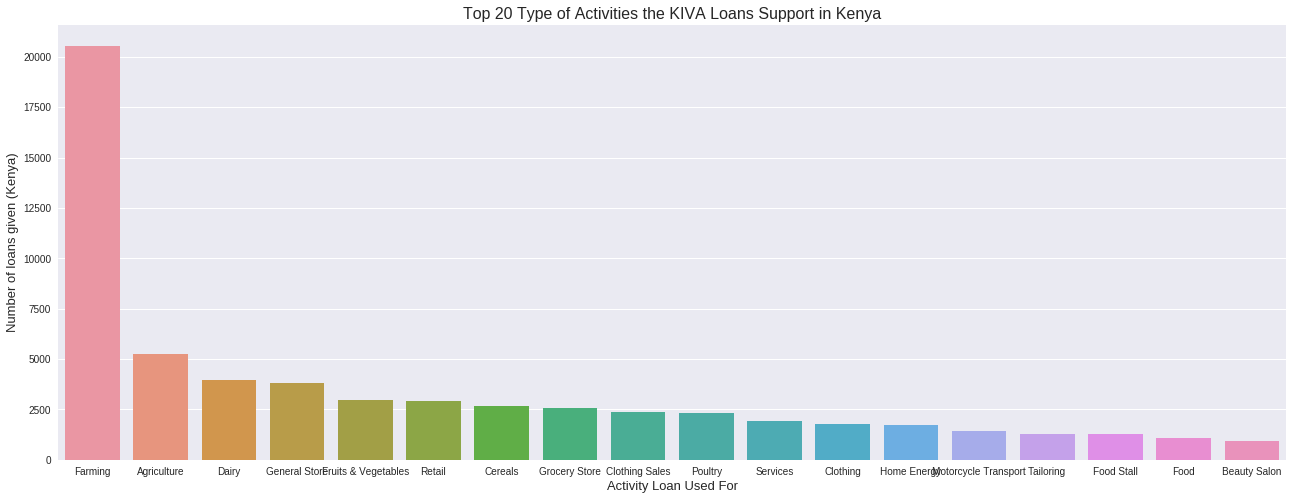 Top 20 Type of Activities the KIVA Loans Support in Kenya
Number of loans given (Kenya)
20000
17500
15000
12500
10000
7500
5000
2500
0
Farming
Agriculture
Dairy
General Store
Fruits & Vegetables
Retail
Cereals
Grocery Store
Clothing Sales
Poultry
Services
Clothing
Home Energy
Motorcycle Transport
Tailoring
Food Stall
Food
Beauty Salon
Activity Loan Used For